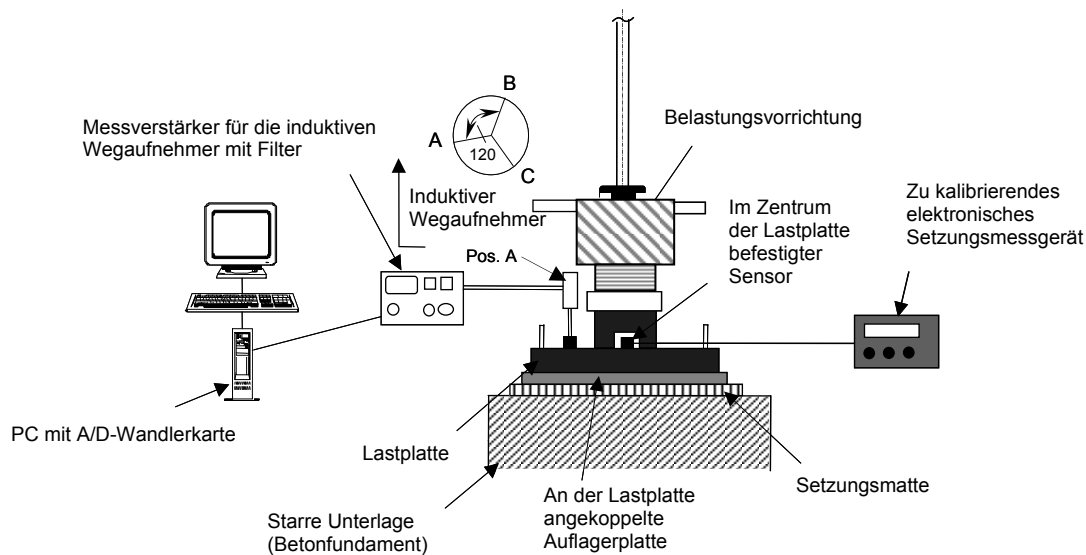 Messverstärker für die induktiven
Wegaufnehmer mit Filter
A
B
120
C
Induktiver
Wegaufnehmer
Pos. A
Belastungsvorrichtung
Im Zentrum
der Lastplatte
befestigter
Sensor
Zu kalibrierendes
elektronisches
Setzungsmessgerät
PC mit A/D-Wandlerkarte
Lastplatte
Starre Unterlage
(Betonfundament)
An der Lastplatte
angekoppelte
Auflagerplatte
Setzungsmatte